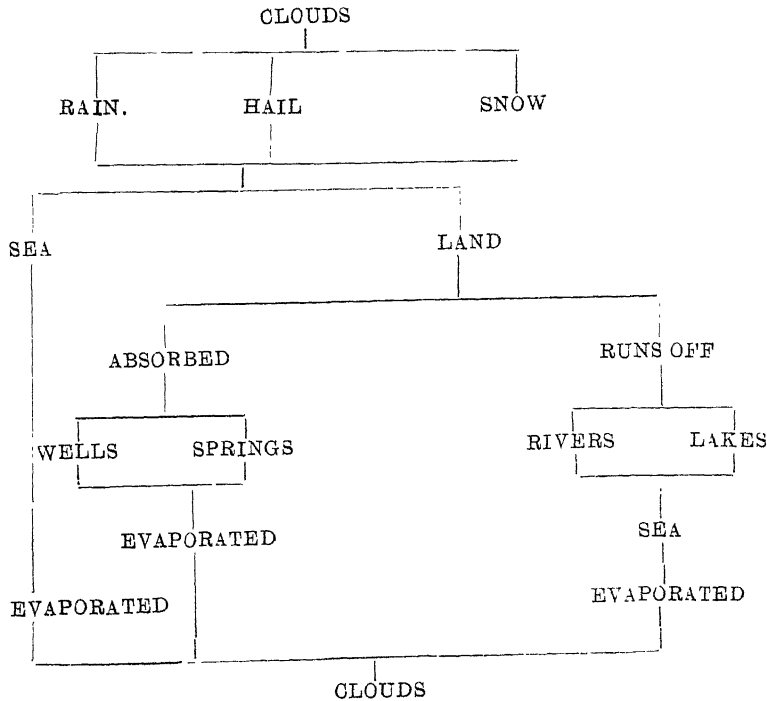 CLOUDS
RAIN. HAIL SNOW
SEA LAND
ABSORBED RUNS OFF
WELLS SPRINGS RIVERS LAKES
EVAPORATED SEA
EVAPORATED EVAPORATED
CLOUDS